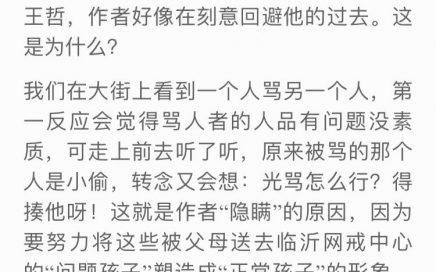 王哲，作者好像在刻意回避他的过去。这
是为什么？
我们在大街上看到一个人骂另一个人，第
一反应会觉得骂人者的人品有问题没素
质，可走上前去听了听，原来被骂的那个
人是小偷，转念又会想：光骂怎么行？得
揍他呀！这就是作者“隐瞒”的原因，因为
要努力将这些被父母送去临沂网戒中心
的“问题孩子”塑造成“正常孩子”的形象，